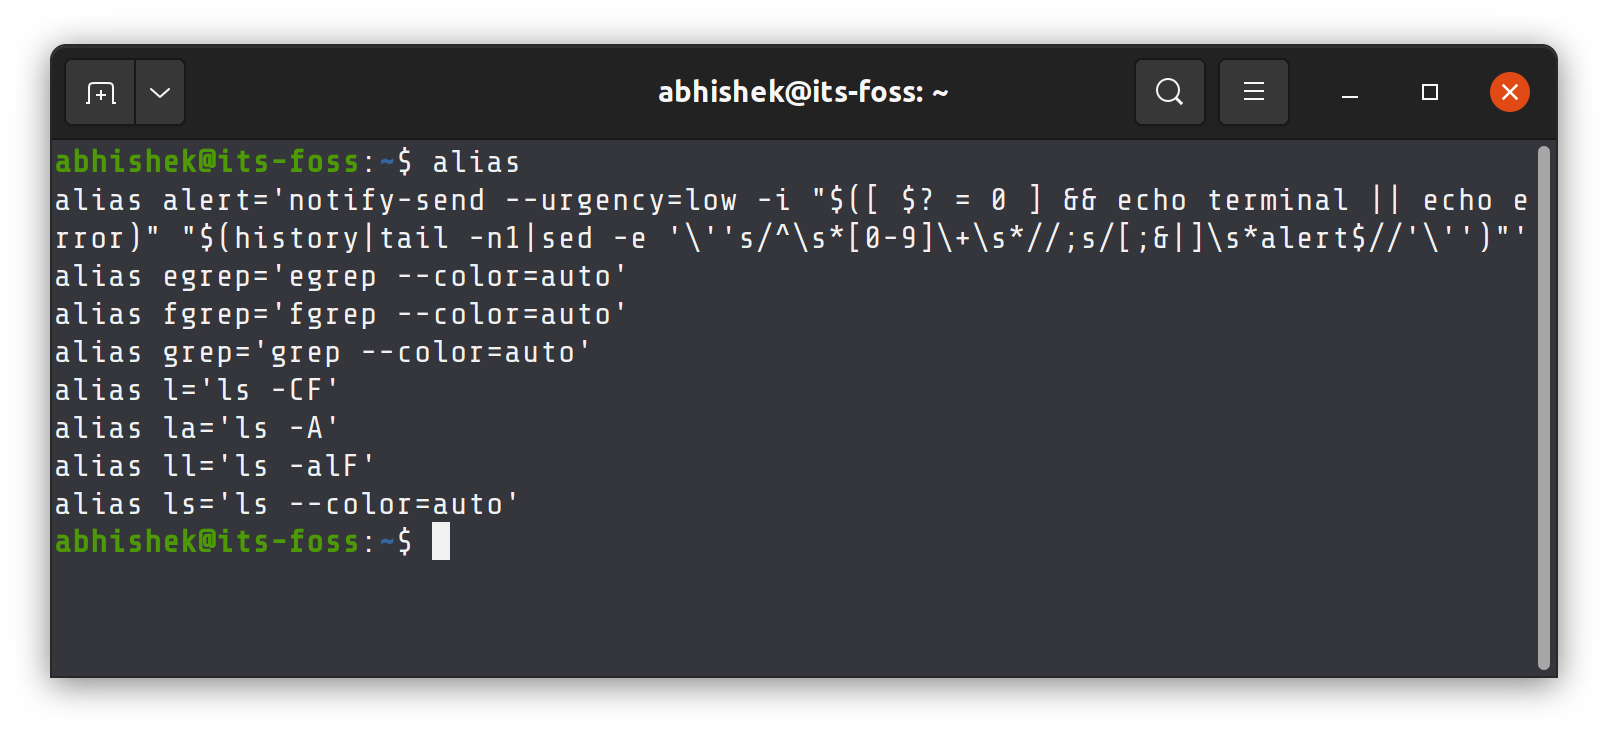 abhishek@its-foss: ~
abhishek@its-foss:~$ alias
alias alert='notify-send --urgency=low -i "$([ $? = 0 ] && echo terminal || echo e
rror)" "$(history|tail -n1|sed -e '\''s/^\s*[0-9]\+\s*//;s/[;&|]\s*alert$//'\'')"'
alias egrep='egrep --color=auto'
alias fgrep='fgrep --color=auto'
alias grep='grep --color=auto'
alias l='ls -CF'
alias la='ls -A'
alias ll='ls -alF'
alias ls='ls --color=auto'
abhishek@its-foss:~$